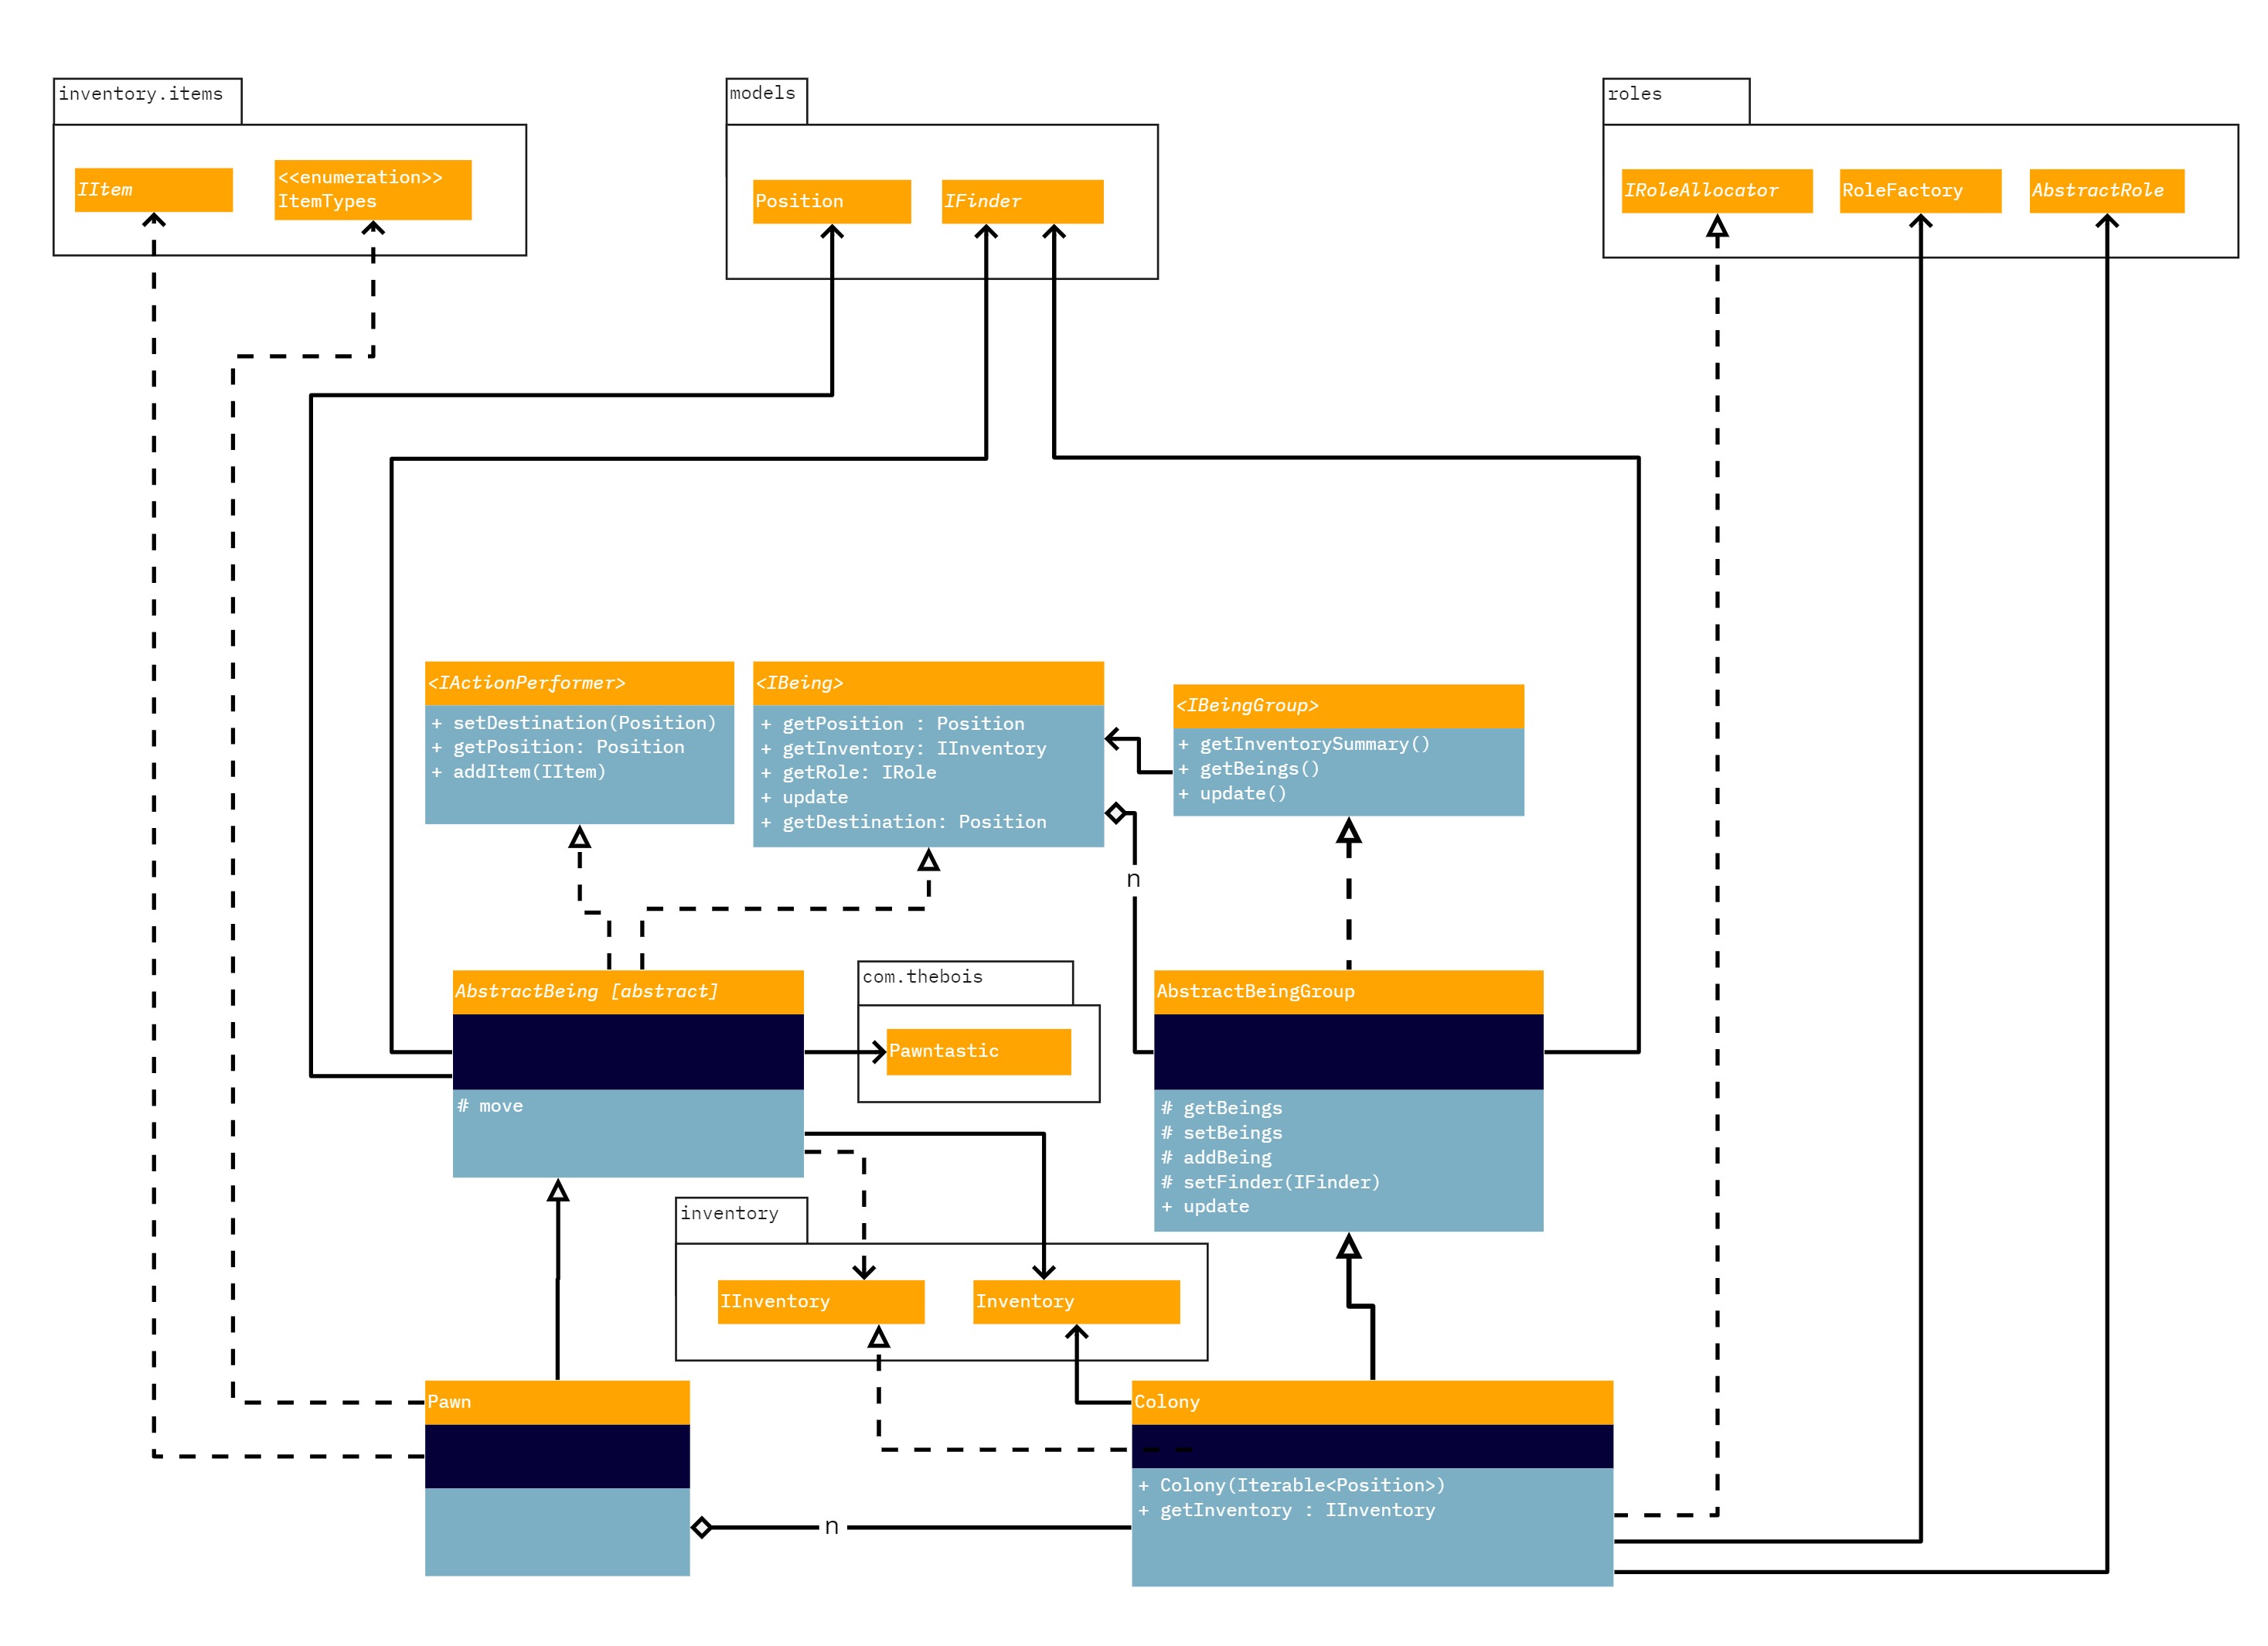 inventory.items
IItem
<<enumeration>>
ItemTypes
models
Position
IFinder
roles
IRoleAllocator
RoleFactory
AbstractRole
<IActionPerformer>
+ setDestination(Position)
+ getPosition: Position
+ addItem(IItem)
<IBeing>
+ getPosition : Position
+ getInventory: IInventory
+ getRole: IRole
+ update
+ getDestination: Position
<IBeingGroup>
+ getInventorySummary()
+ getBeings()
+ update()
n
AbstractBeing [abstract]
# move
com.thebois
Pawntastic
AbstractBeingGroup
# getBeings
# setBeings
# addBeing
# setFinder(IFinder)
+ update
inventory
IInventory
Inventory
Pawn
n
Colony
+ Colony(Iterable<Position>)
+ getInventory : IInventory